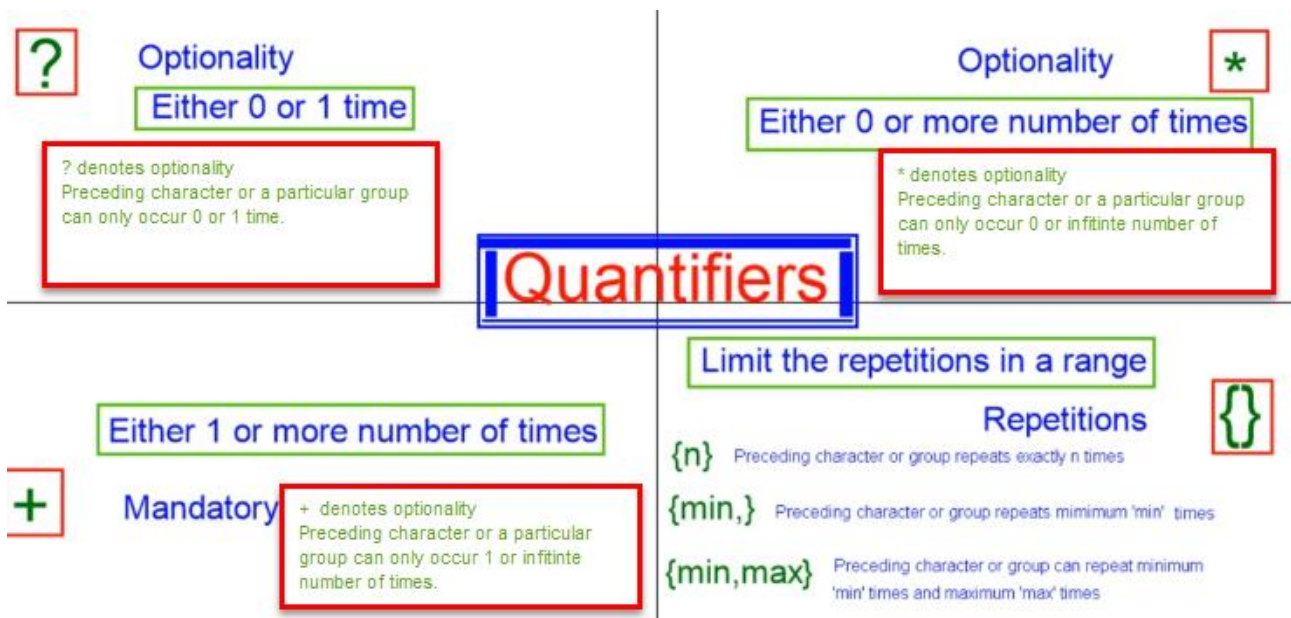 ?
Optionality
Either 0 or 1 time
? denotes optionality
Preceding character or a particular group
can only occur 0 or 1 time.
Optionality
*
Either 0 or more number of times
* denotes optionality
Preceding character or a particular group
can only occur 0 or infitinte number of
times.
Quantifiers
Either 1 or more number of times
+
Mandatory
+ denotes optionality
Preceding character or a particular
group can only occur 1 or infitinte
number of times.
Limit the repetitions in a range
Repetitions
{}
{n} Preceding character or group repeats exactly n times
{min,} Preceding character or group repeats mimimum 'min' times
{min,max} Preceding character or group can repeat minimum
'min' times and maximum 'max' times